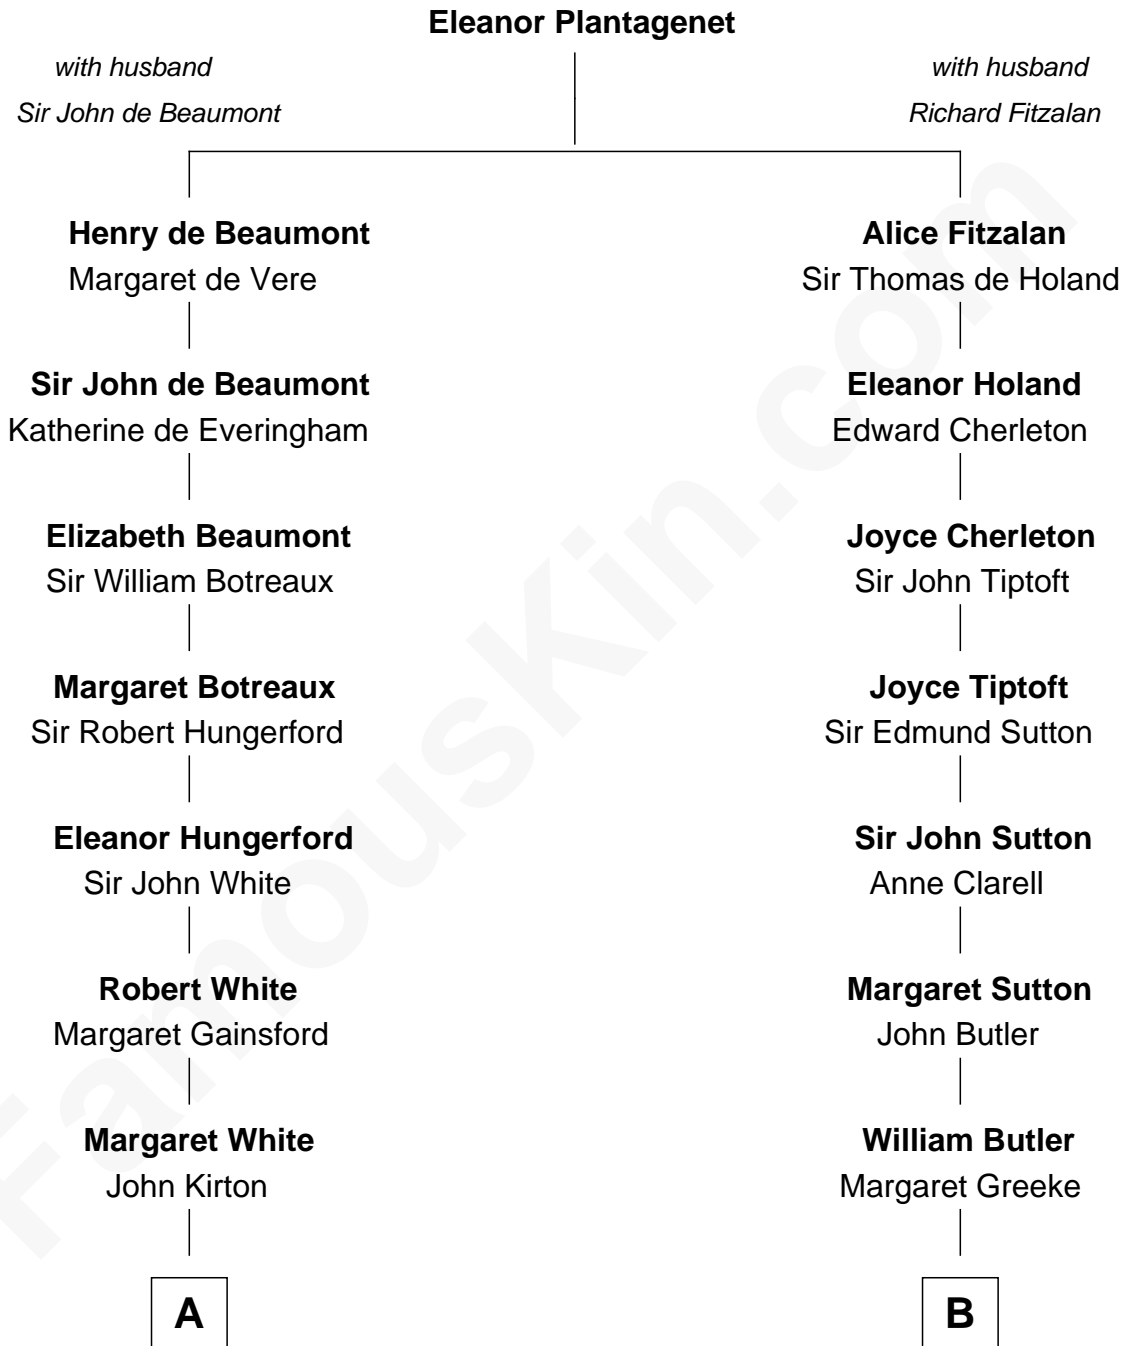 Eleanor Plantagenet
with husband
Sir John de Beaumont
with husband
Richard Fitzalan
Henry de Beaumont
Margaret de Vere
Alice Fitzalan
Sir Thomas de Holand
Sir John de Beaumont
Katherine de Everingham
Eleanor Holand
Edward Cherleton
Elizabeth Beaumont
Sir William Botreaux
Joyce Cherleton
Sir John Tiptoft
Margaret Botreaux
Sir Robert Hungerford
Joyce Tiptoft
Sir Edmund Sutton
Eleanor Hungerford
Sir John White
Sir John Sutton
Anne Clarell
Robert White
Margaret Gainsford
Margaret Sutton
John Butler
Margaret White
John Kirton
William Butler
Margaret Greeke
A
B
FamousKin.com